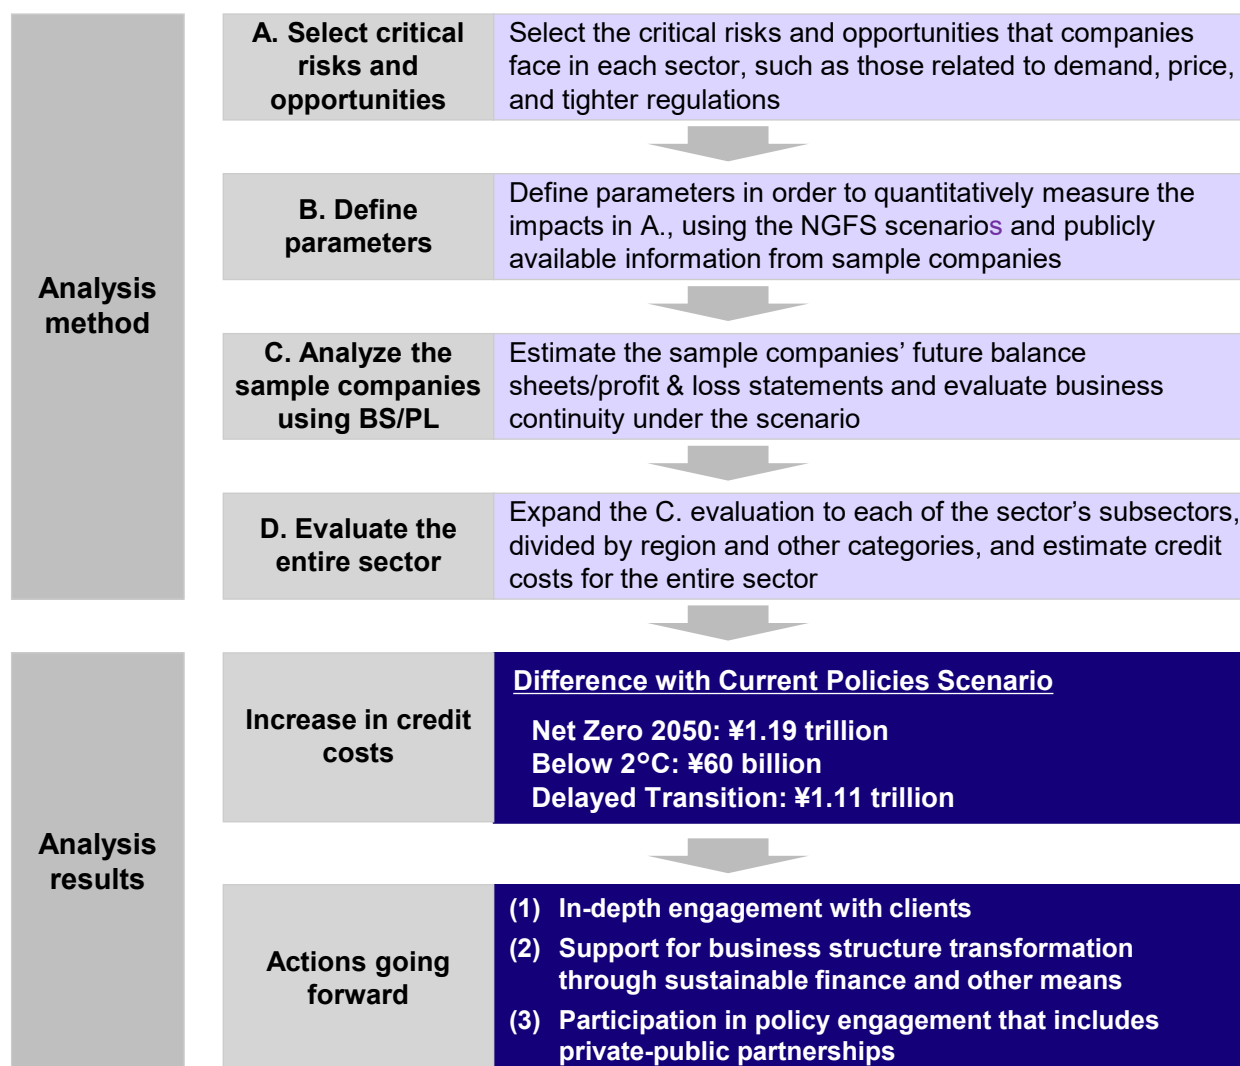 Analysis
method
A. Select critical
risks and
opportunities
Select the critical risks and opportunities that companies
face in each sector, such as those related to demand, price,
and tighter regulations
B. Define
parameters
Define parameters in order to quantitatively measure the
impacts in A., using the NGFS scenarios and publicly
available information from sample companies
C. Analyze the
sample companies
using BS/PL
Estimate the sample companies’ future balance
sheets/profit & loss statements and evaluate business
continuity under the scenario
D. Evaluate the
entire sector
Expand the C. evaluation to each of the sector’s subsectors,
divided by region and other categories, and estimate credit
costs for the entire sector
Analysis
results
Increase in credit
costs
Difference with Current Policies Scenario
Net Zero 2050: ¥1.19 trillion
Below 2°C: ¥60 billion
Delayed Transition: ¥1.11 trillion
Actions going
forward
(1) In-depth engagement with clients
(2) Support for business structure transformation
through sustainable finance and other means
(3) Participation in policy engagement that includes
private-public partnerships